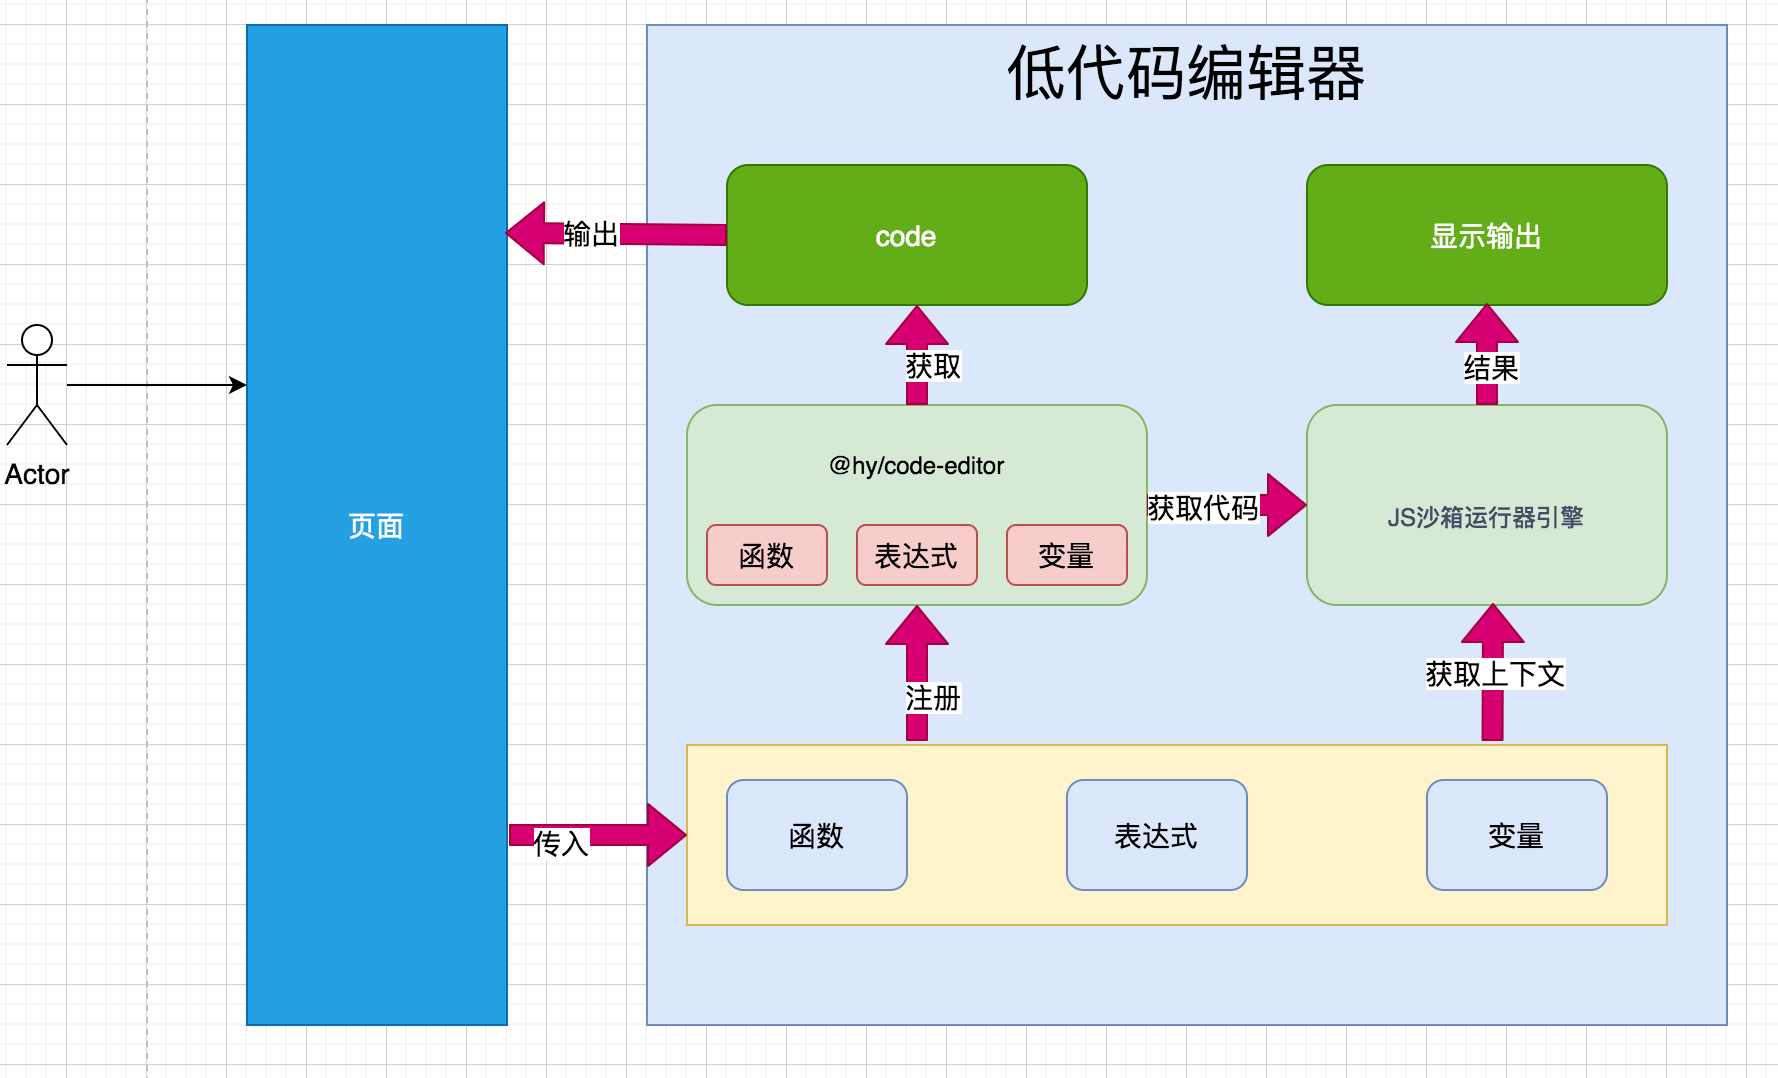 低代码编辑器
code
显示输出
输出
获取
结果
Actor
页面
@hy/code-editor
函数
表达式
变量
获取代码
JS沙箱运行器引擎
注册
获取上下文
传入
函数
表达式
变量